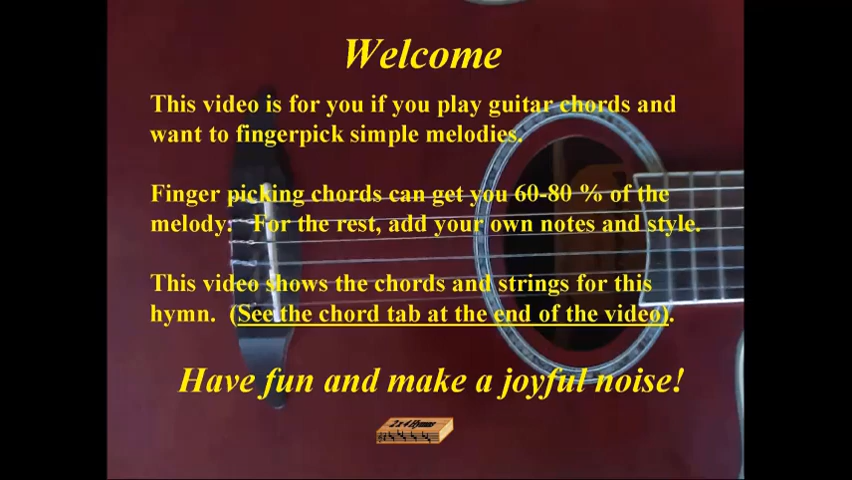 Welcome
This video is for you if you play guitar chords and
want to fingerpick simple melodies.
Finger picking chords can get you 60-80 % of the
melody. For the rest, add your own notes and style.
This video shows the chords and strings for this
hymn. (See the chord tab at the end of the video).
Have fun and make a joyful noise!
2 x 4 Hymns